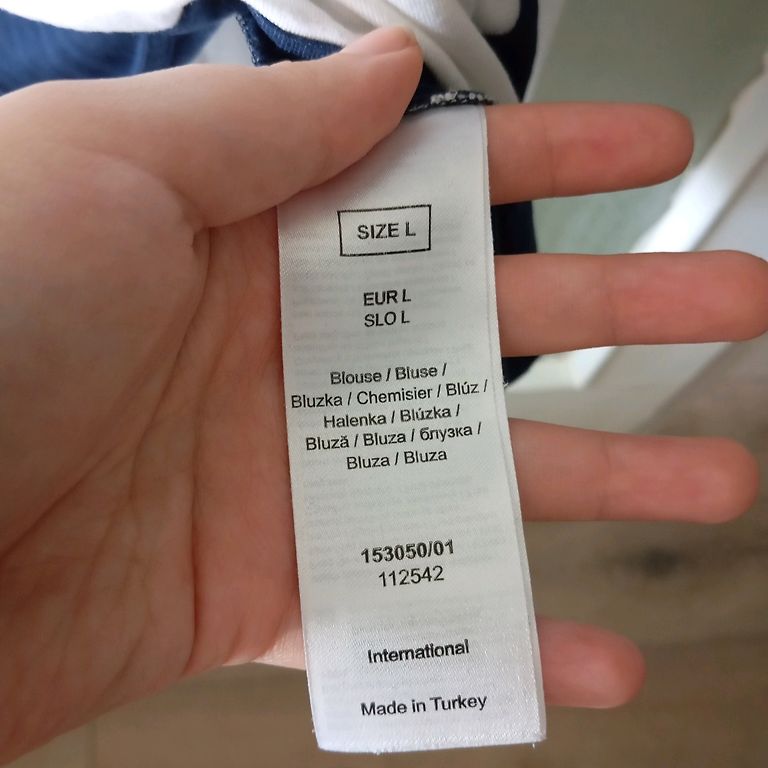 SIZE L
EUR L
SLO L
Blouse / Bluse /
Bluzka / Chemisier / Blúz /
Halenka / Blúzka /
Bluză / Bluza / блузка /
Bluza / Bluza
153050/01
112542
International
Made in Turkey